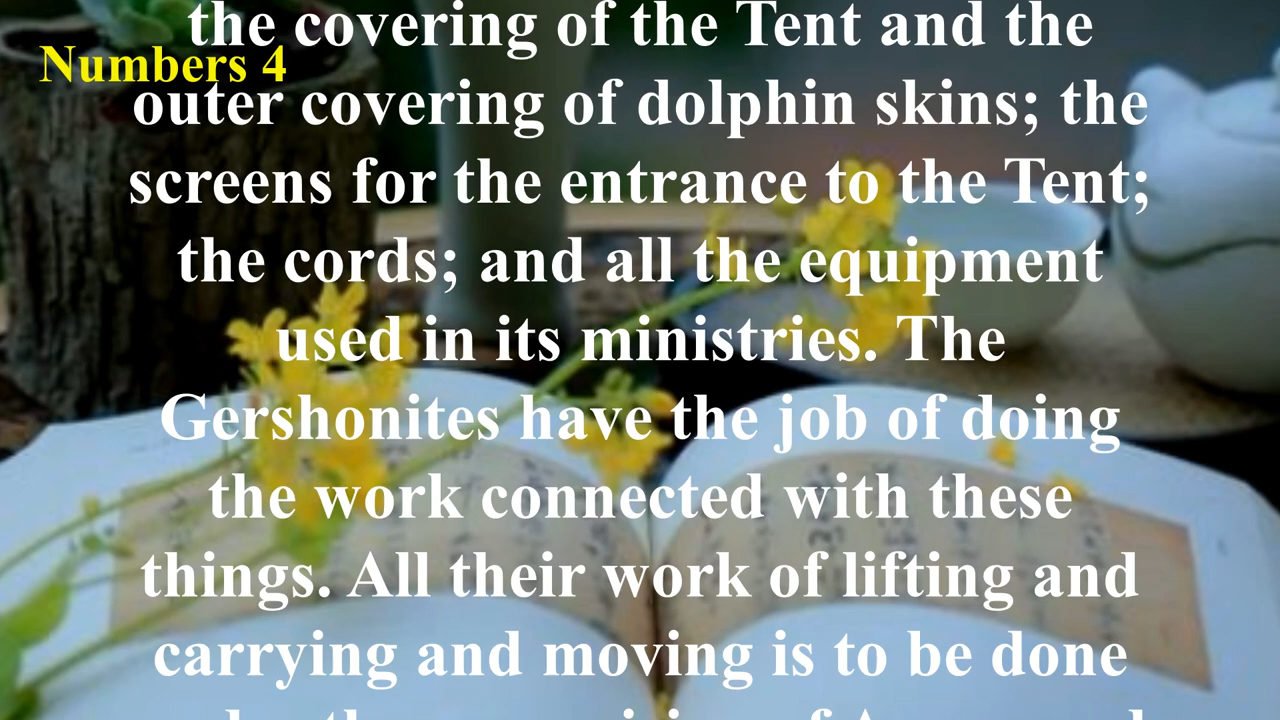 the covering of the Tent and the
Numbers 4
outer covering of dolphin skins; the
screens for the entrance to the Tent;
the cords; and all the equipment
used in its ministries. The
Gershonites have the job of doing
the work connected with these
things. All their work of lifting and
carrying and moving is to be done